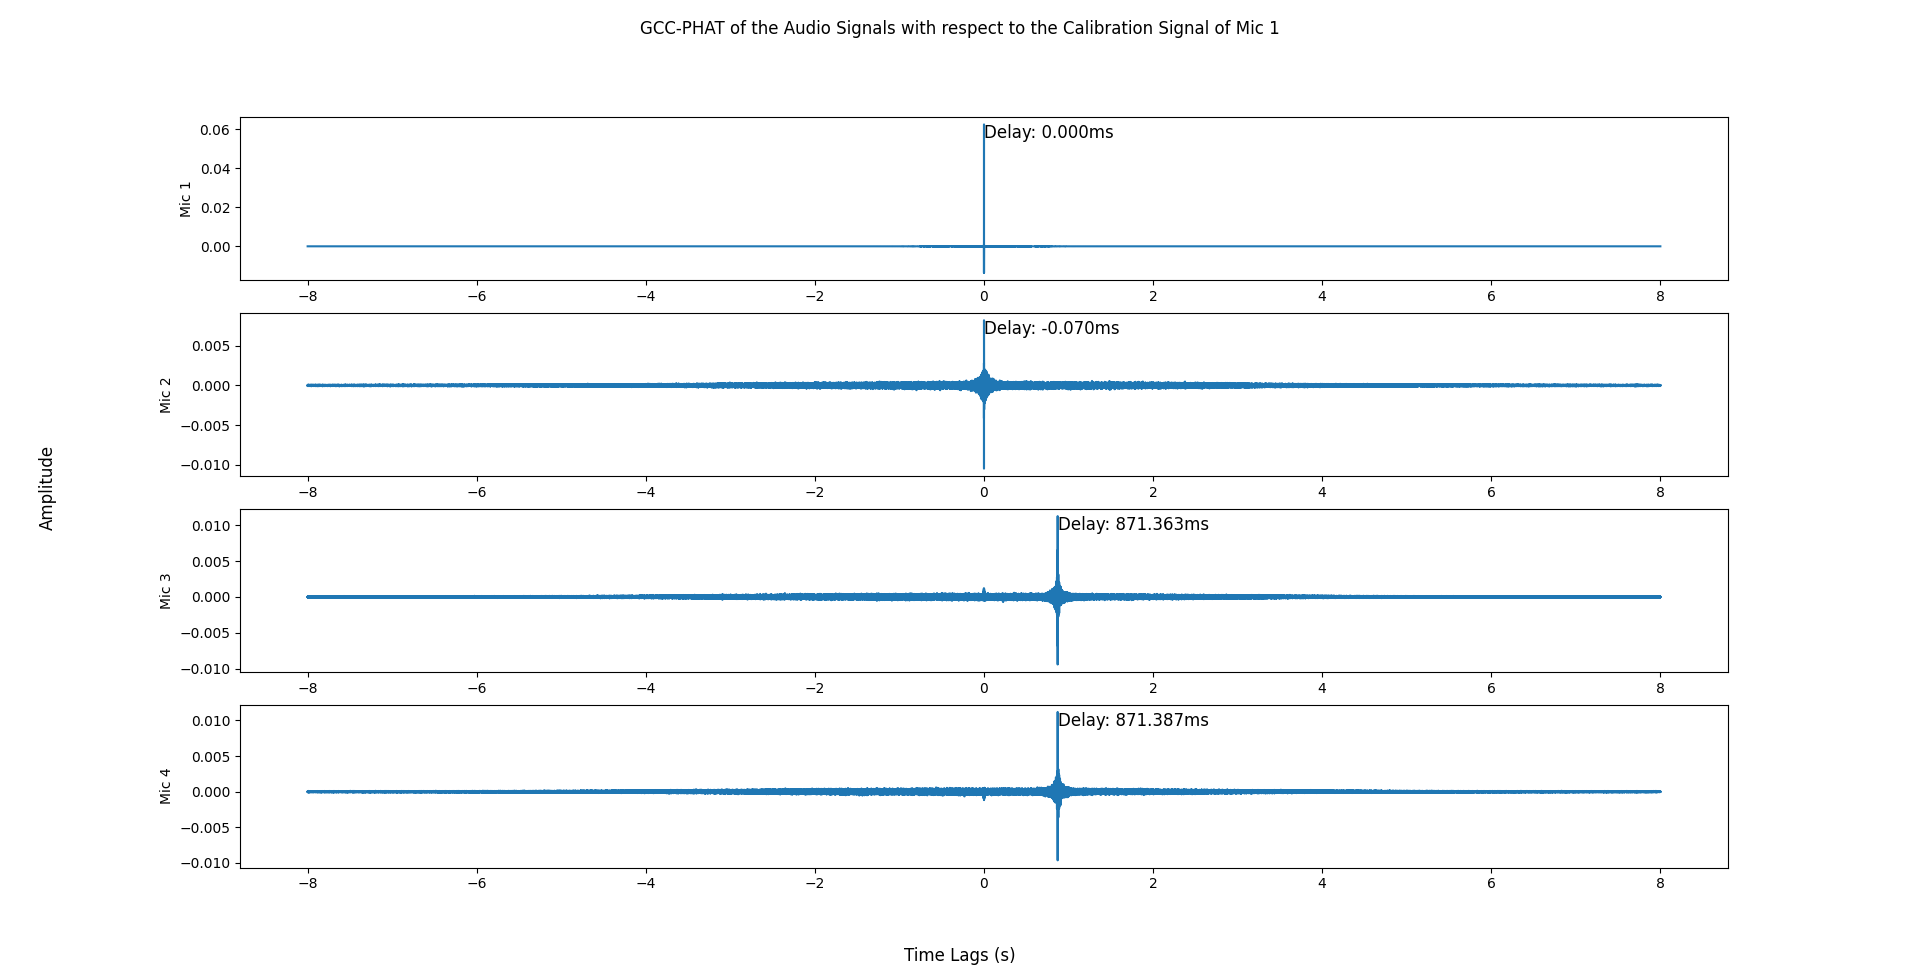 GCC-PHAT of the Audio Signals with respect to the Calibration Signal of Mic 1
Amplitude
Mic 1
0.06
0.04
0.02
0.00
Delay: 0.000ms
−8 −6 −4 −2 0 2 4 6 8
Mic 2
0.005
0.000
−0.005
−0.010
Delay: -0.070ms
−8 −6 −4 −2 0 2 4 6 8
Mic 3
0.010
0.005
0.000
−0.005
−0.010
Delay: 871.363ms
−8 −6 −4 −2 0 2 4 6 8
Mic 4
0.010
0.005
0.000
−0.005
−0.010
Delay: 871.387ms
−8 −6 −4 −2 0 2 4 6 8
Time Lags (s)